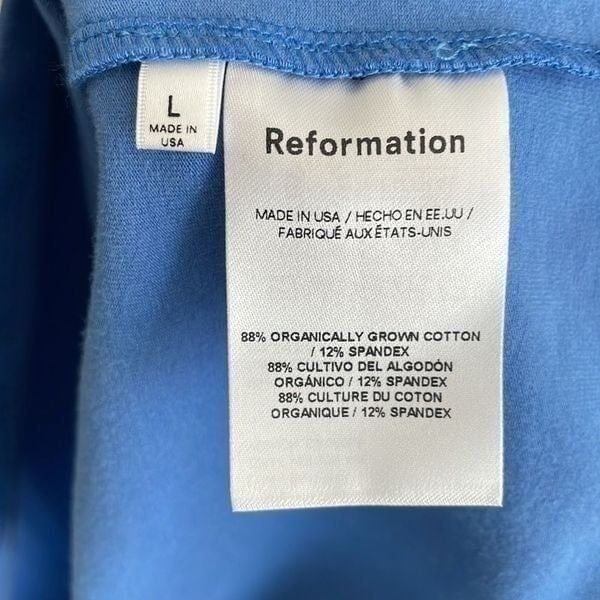 L
MADE IN
USA
Reformation
MADE IN USA / HECHO EN EE.UU /
FABRIQUÉ AUX ÉTATS-UNIS
88% ORGANICALLY GROWN COTTON
/ 12% SPANDEX
88% CULTIVO DEL ALGODÓN
ORGÁNICO / 12% SPANDEX
88% CULTURE DU COTON
ORGANIQUE / 12% SPANDEX